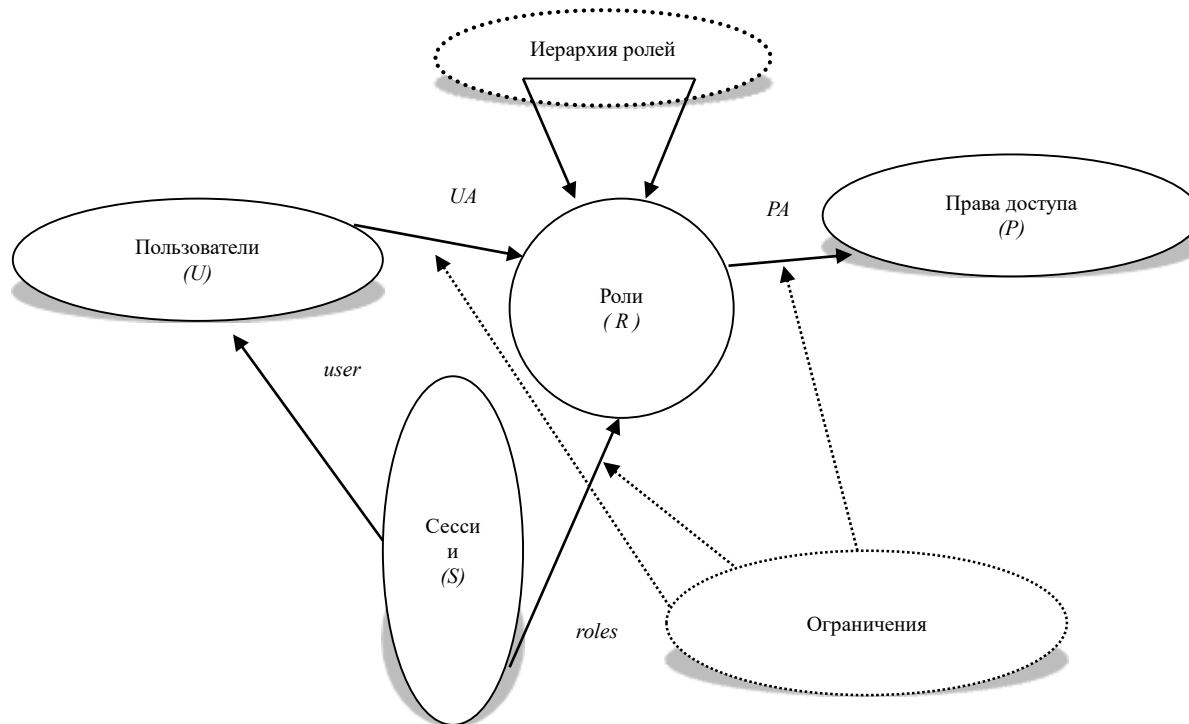 Иерархия ролей
UA
PA
Права доступа
(P)
Пользователи
(U)
Роли
( R )
user
Сесси
и
(S)
roles
Ограничения